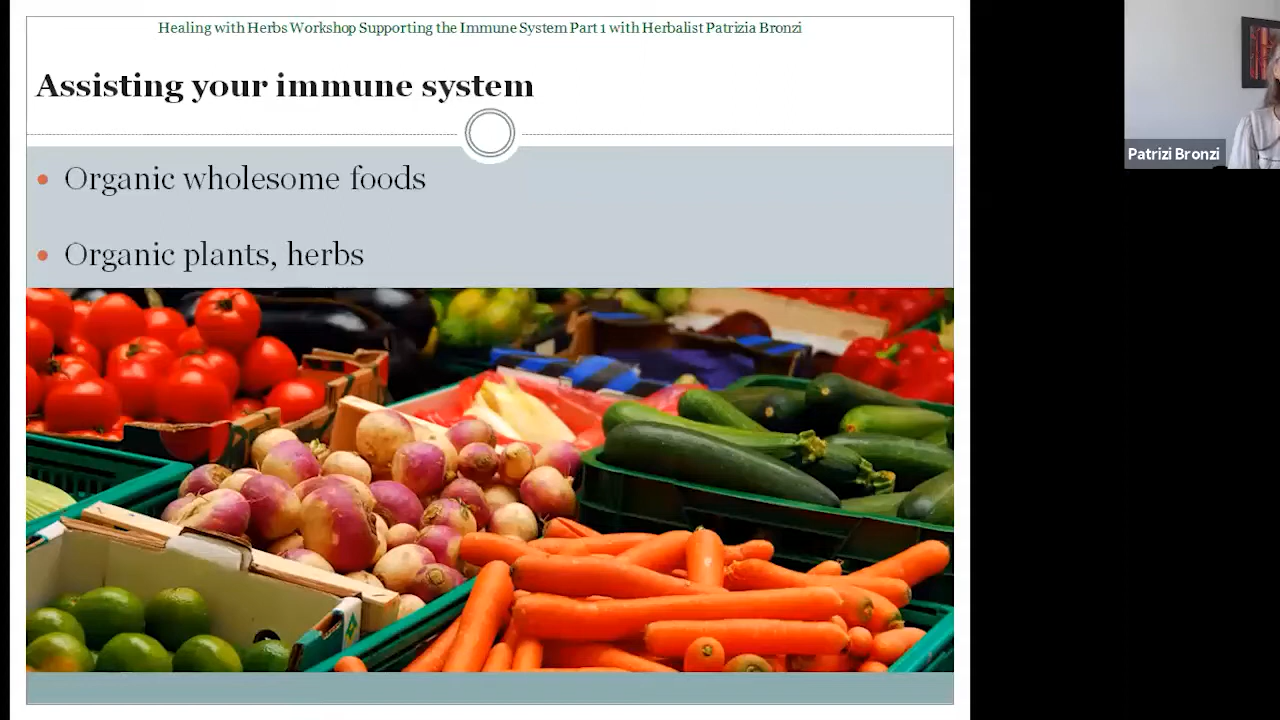 Healing with Herbs Workshop Supporting the Immune System Part 1 with Herbalist Patrizia Bronzi
Assisting your immune system
Organic wholesome foods
Organic plants, herbs
Patrizi Bronzi